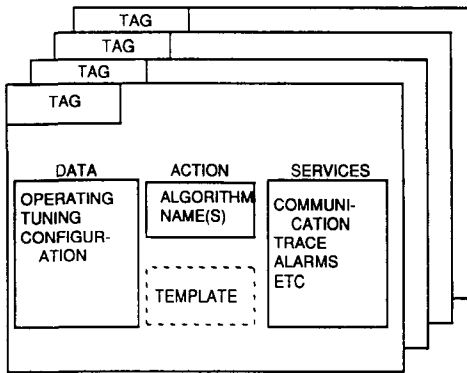 TAG
TAG
TAG
TAG
DATA
OPERATING
TUNING
CONFIGUR-
ATION
ACTION
ALGORITHM
NAME(S)
TEMPLATE
SERVICES
COMMUNI-
CATION
TRACE
ALARMS
ETC